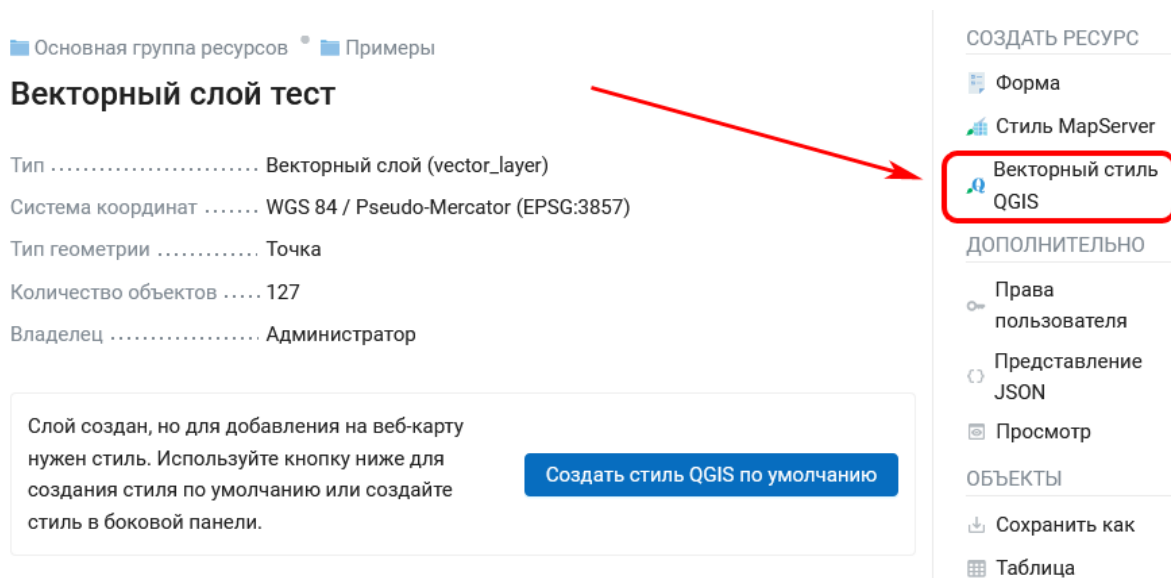 Основная группа ресурсов • Примеры
Векторный слой тест
Тип ............................ Векторный слой (vector_layer)
Система координат ....... WGS 84 / Pseudo-Mercator (EPSG:3857)
Тип геометрии ............. Точка
Количество объектов ..... 127
Владелец .................... Администратор
Слой создан, но для добавления на веб-карту
нужен стиль. Используйте кнопку ниже для
создания стиля по умолчанию или создайте
стиль в боковой панели.
Создать стиль QGIS по умолчанию
СОЗДАТЬ РЕСУРС
Форма
Стиль MapServer
Векторный стиль
QGIS
ДОПОЛНИТЕЛЬНО
Права
пользователя
Представление
JSON
Просмотр
ОБЪЕКТЫ
Сохранить как
Таблица